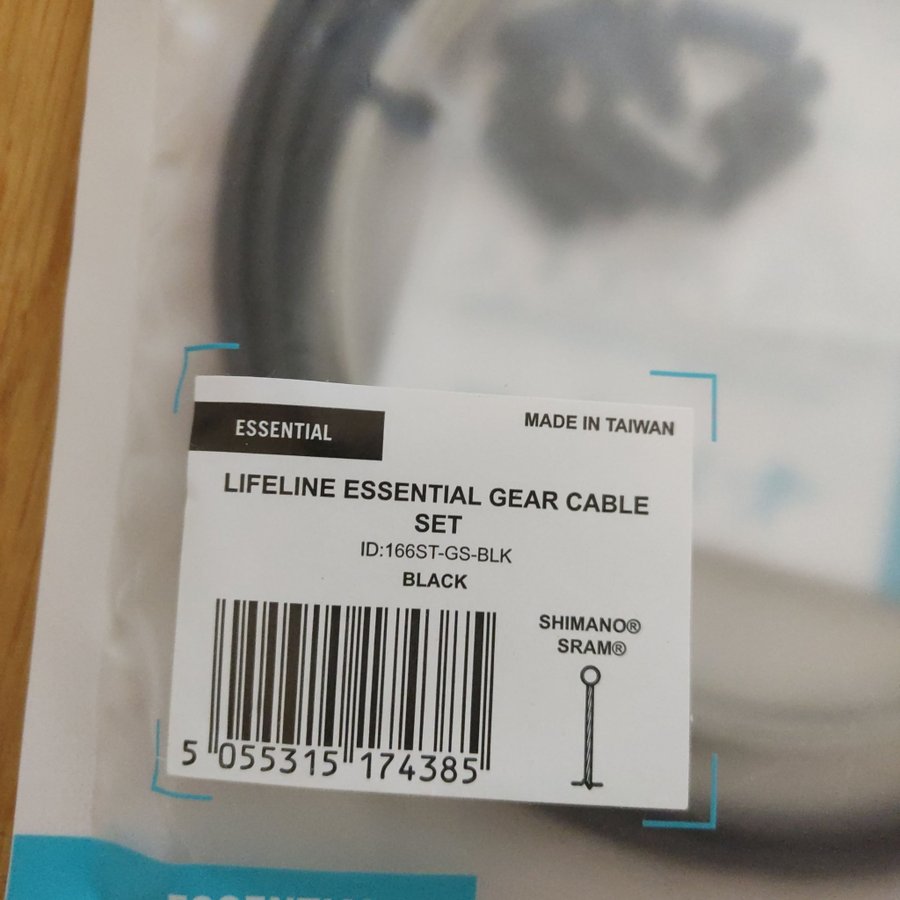 ESSENTIAL
MADE IN TAIWAN
LIFELINE ESSENTIAL GEAR CABLE
SET
ID:166ST-GS-BLK
BLACK
SHIMANO®
SRAM®
5 055315 174385
ESSENTIAL